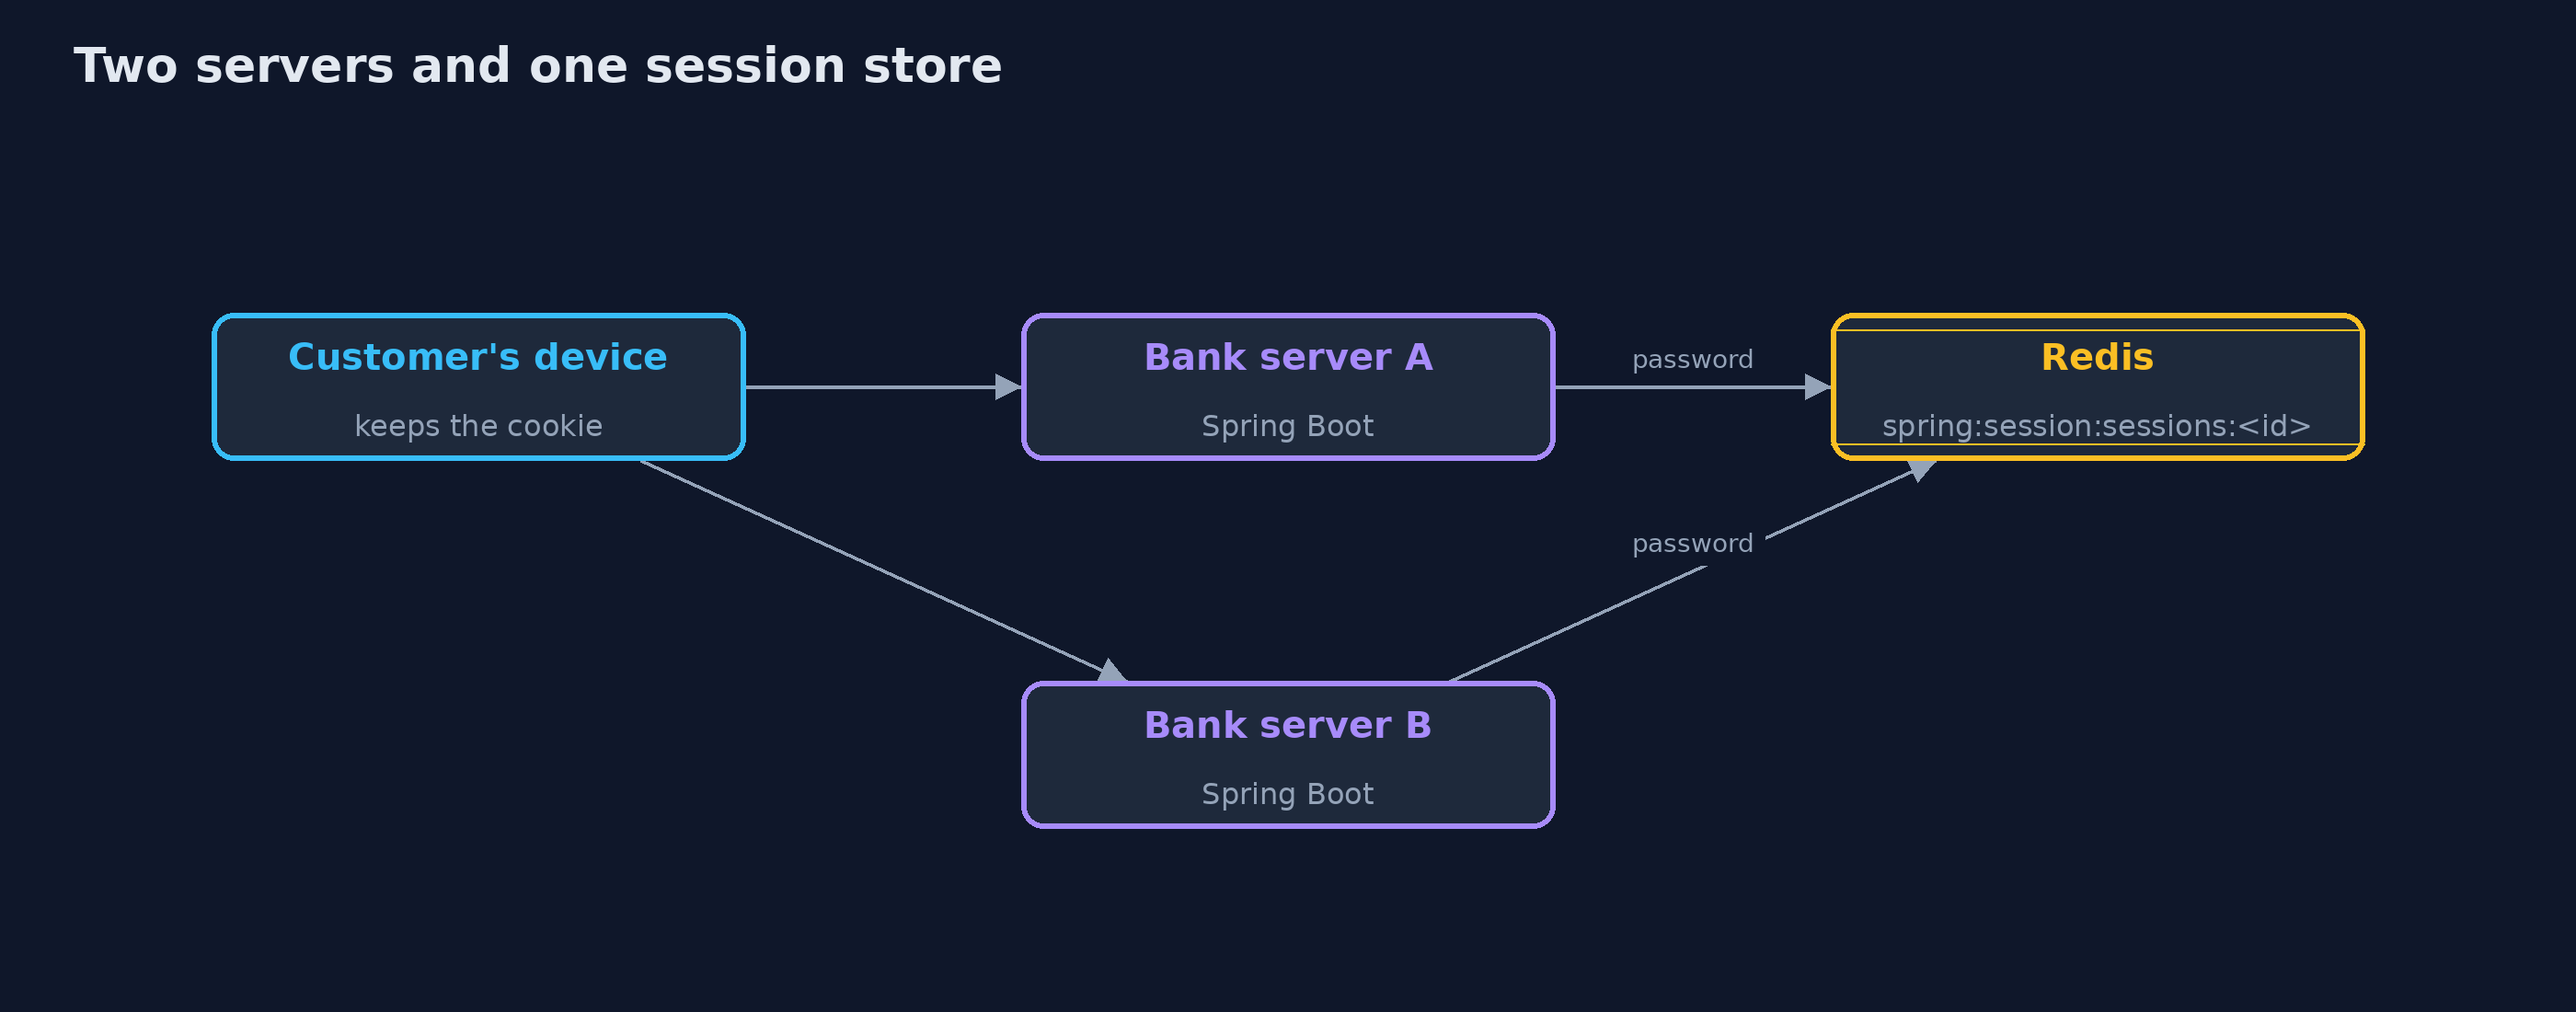 Two servers and one session store
Customer's device
keeps the cookie
Bank server A
Spring Boot
password
Redis
spring:session:sessions:<id>
password
Bank server B
Spring Boot